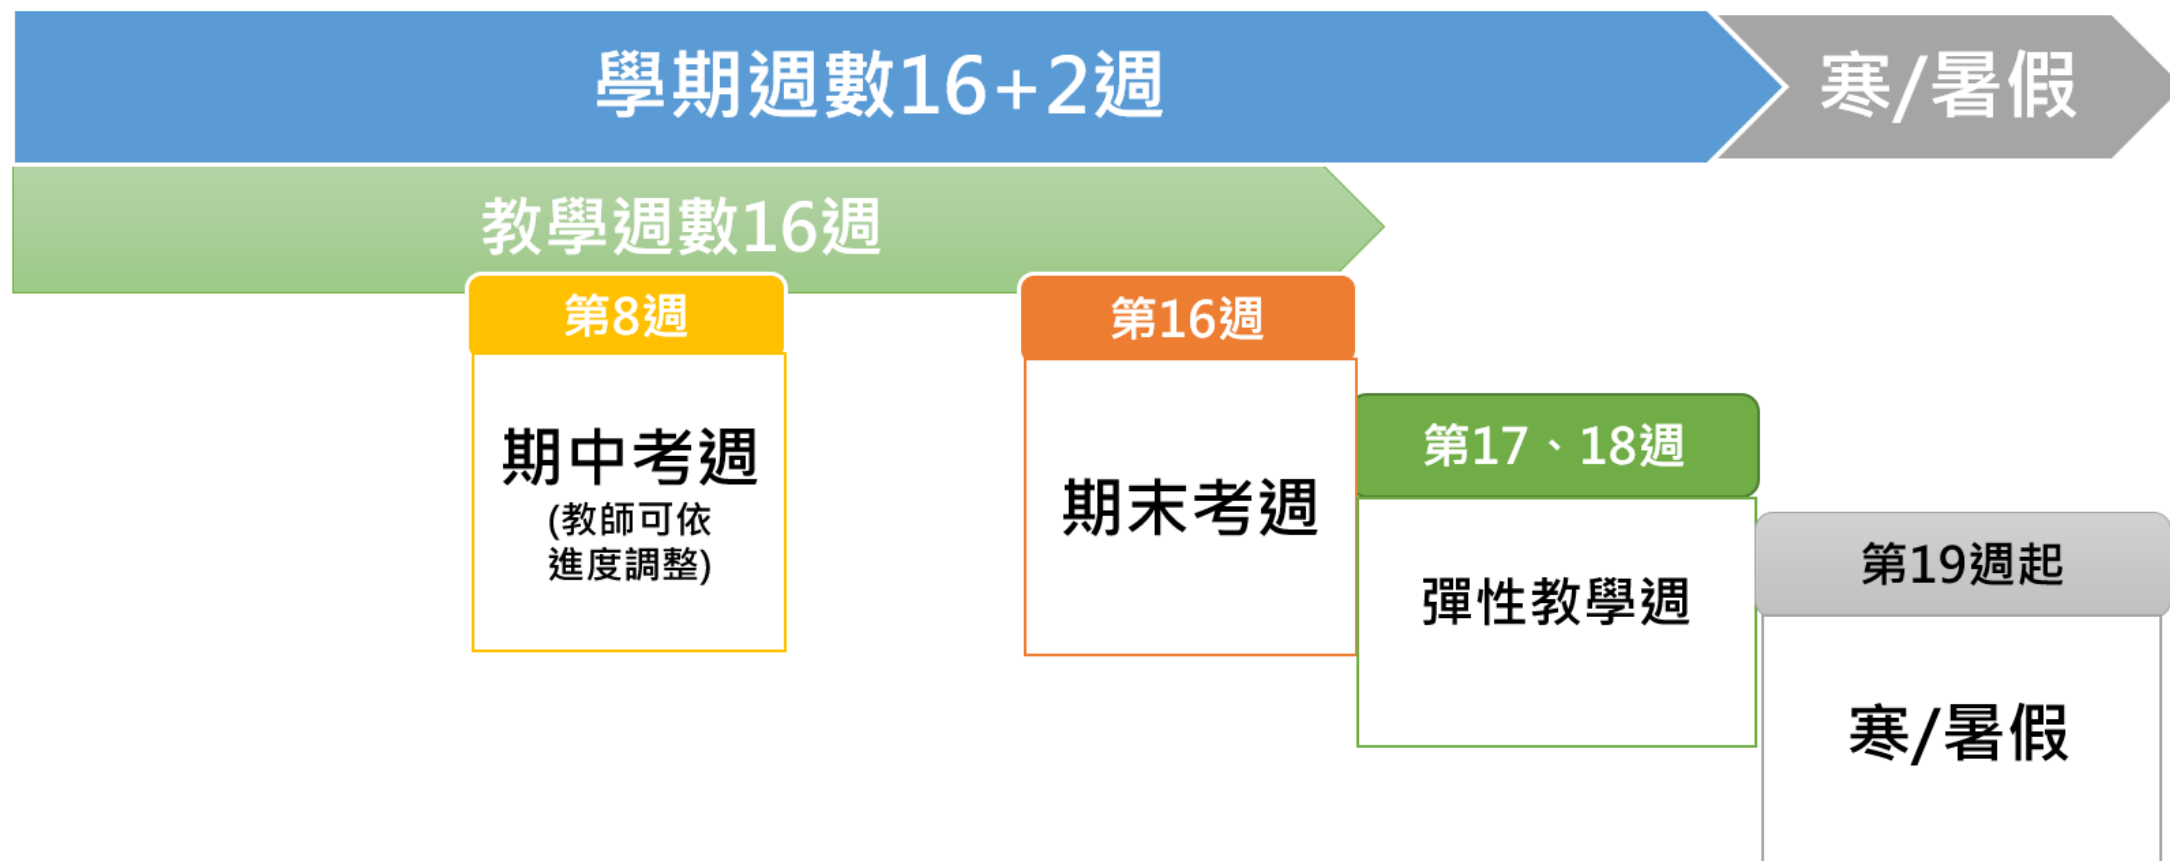 學期週數16+2週
寒/暑假
教學週數16週
第8週
期中考週
(教師可依
進度調整)
第16週
期末考週
第17、18週
彈性教學週
第19週起
寒/暑假